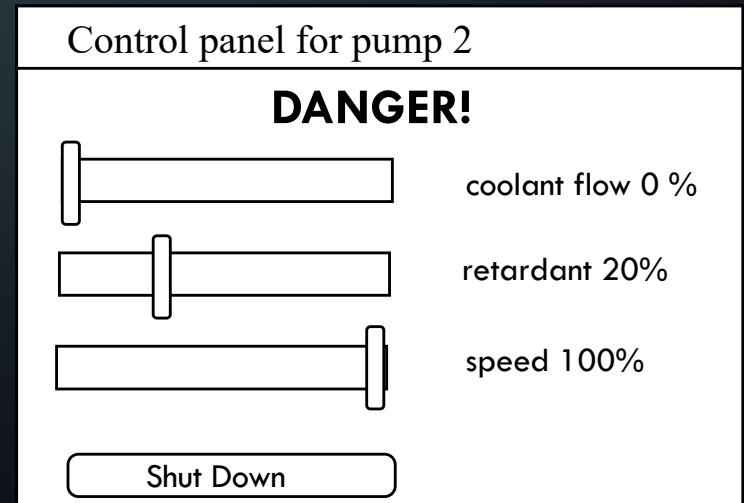 Control panel for pump 2
DANGER!
coolant flow 0 %
retardant 20%
speed 100%
Shut Down